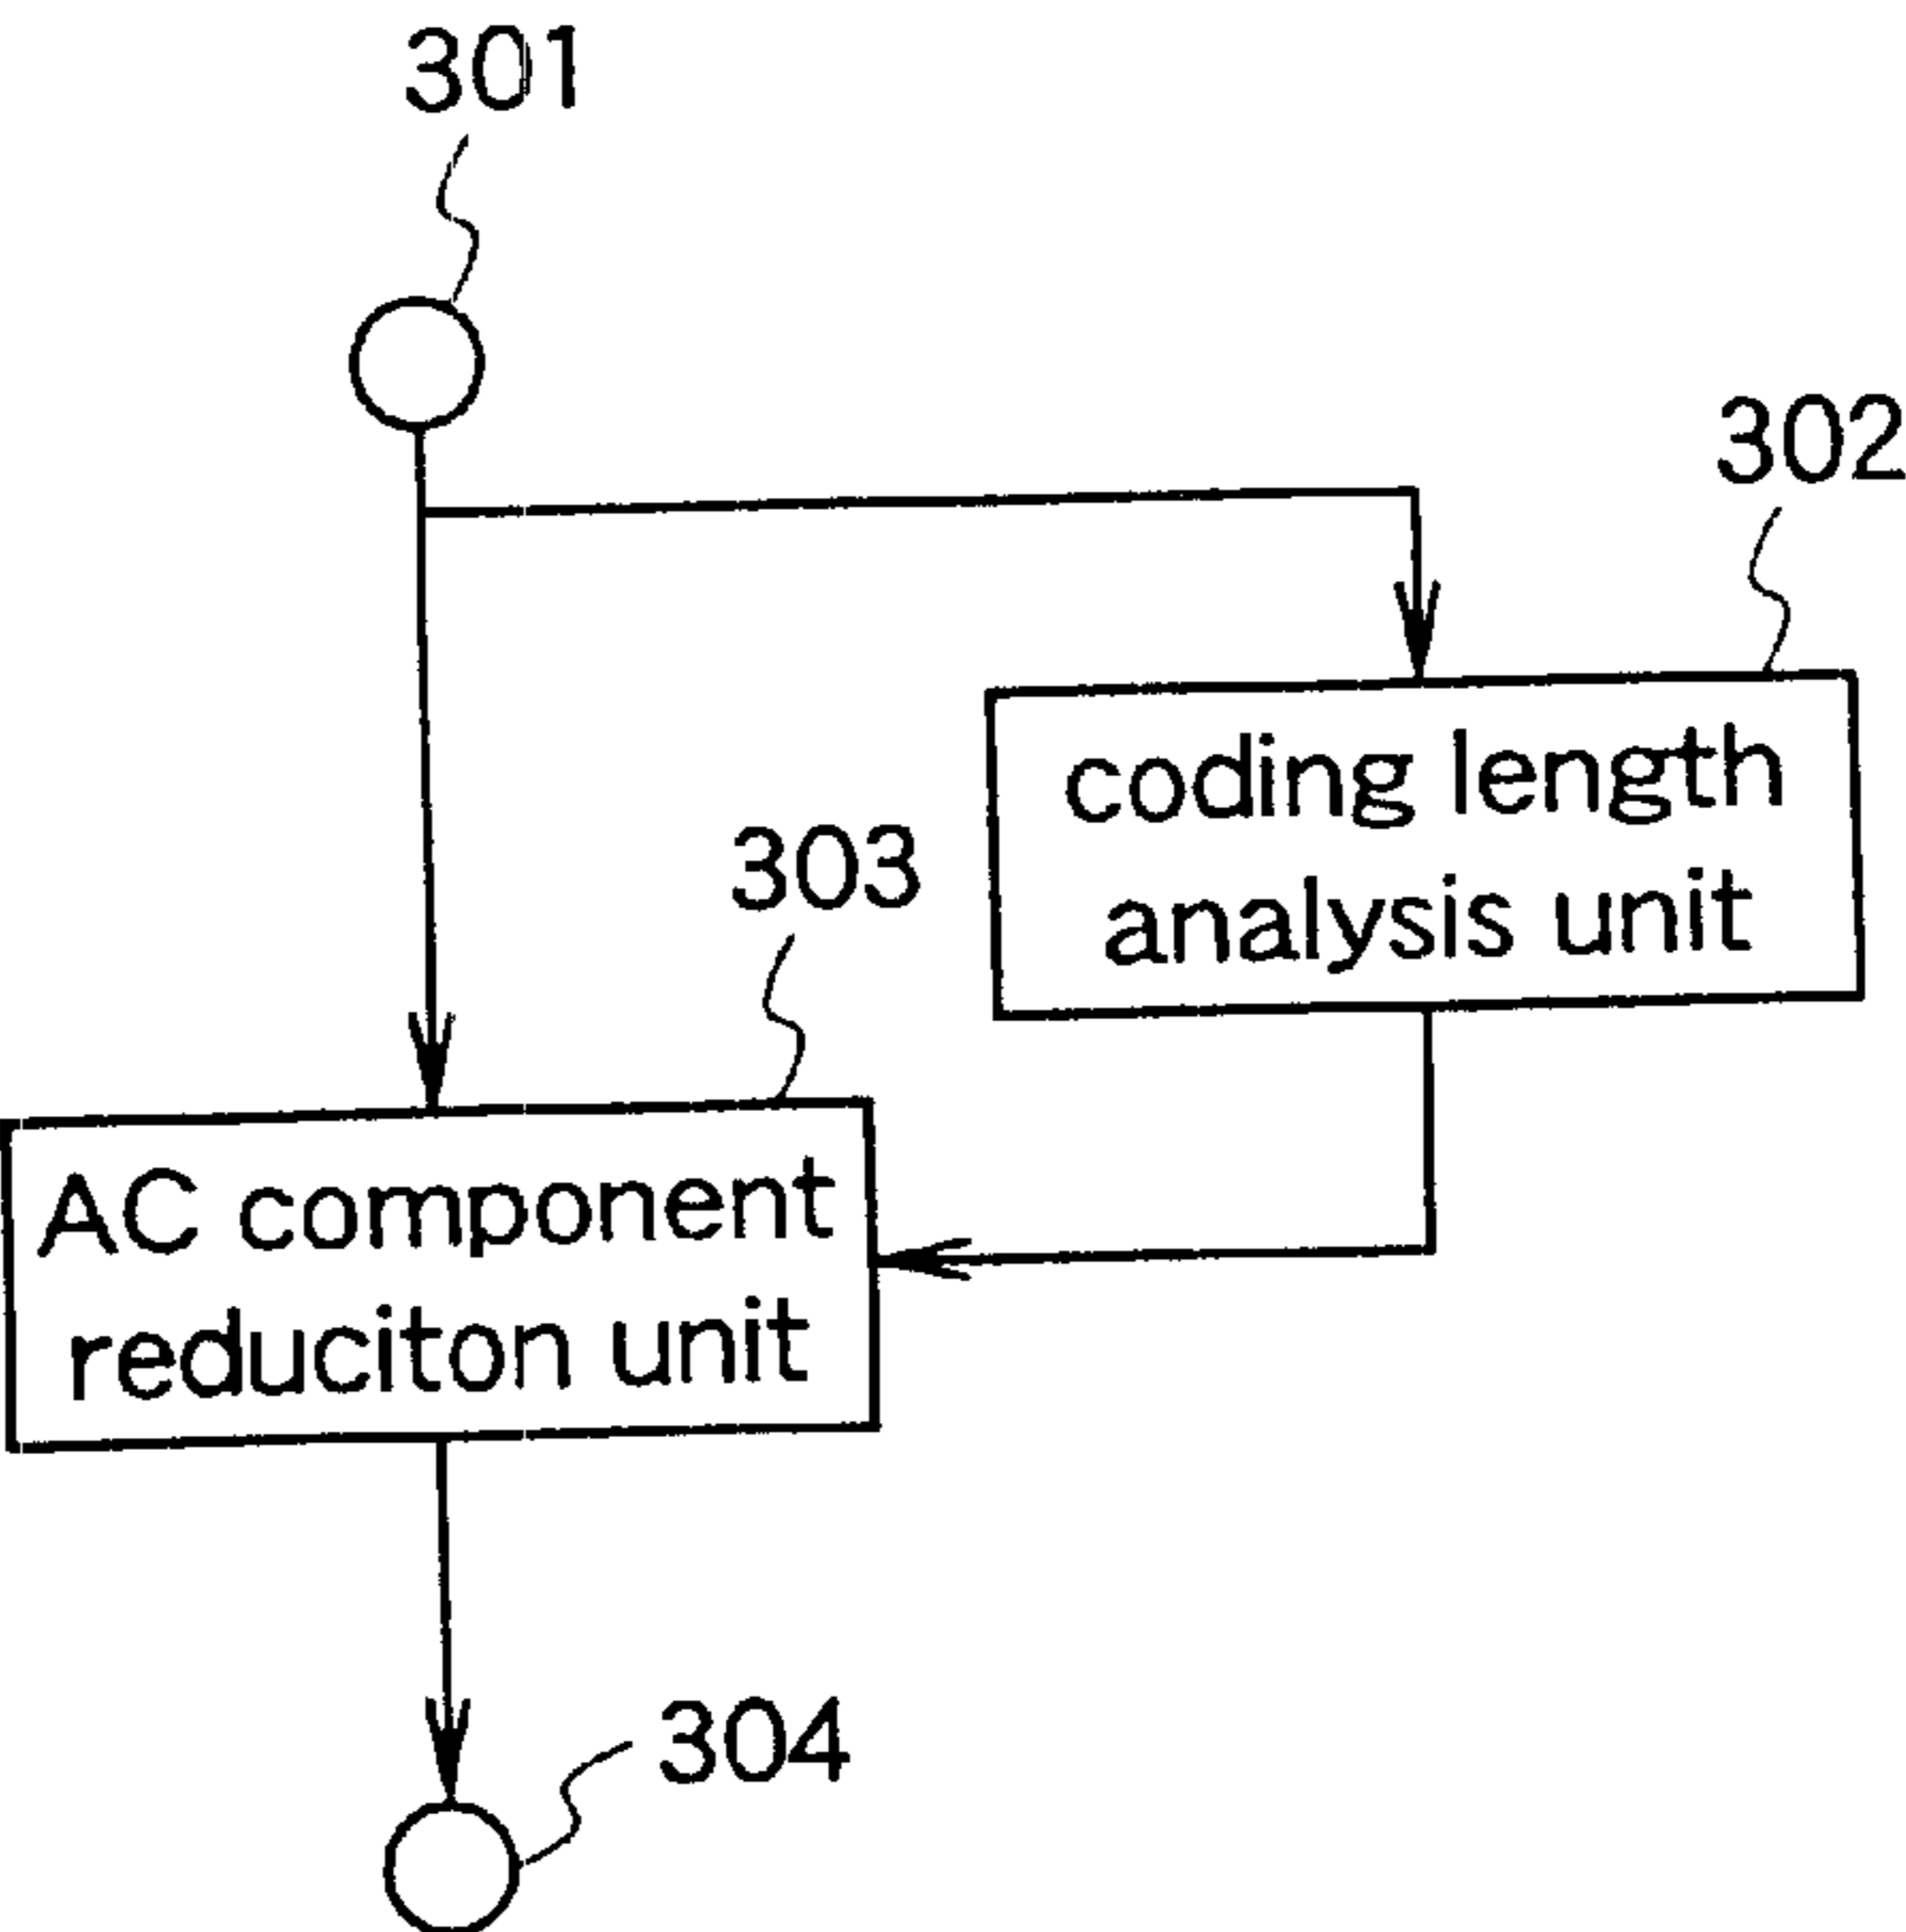 301
302
coding length
analysis unit
303
AC component
reduciton unit
304